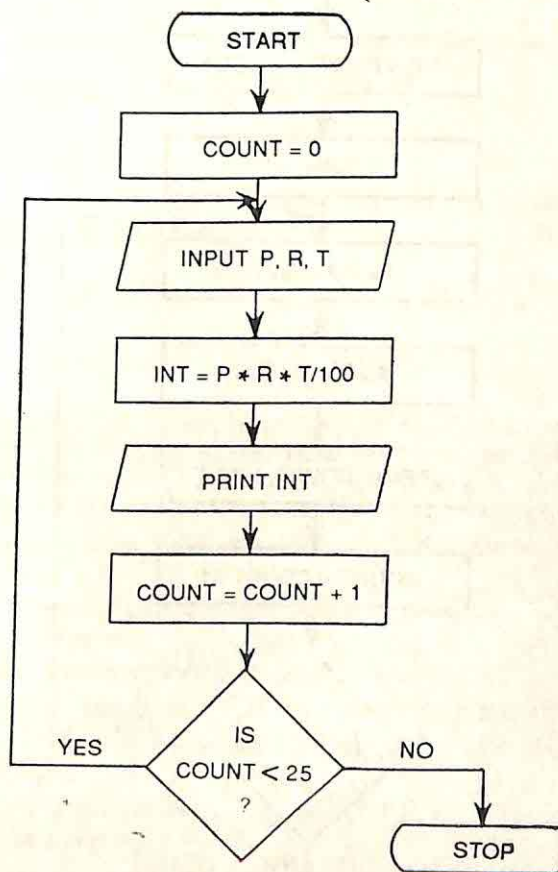 START
COUNT = 0
INPUT P, R, T
INT = P * R * T/100
PRINT INT
COUNT = COUNT + 1
IS
COUNT < 25
?
YES
NO
STOP